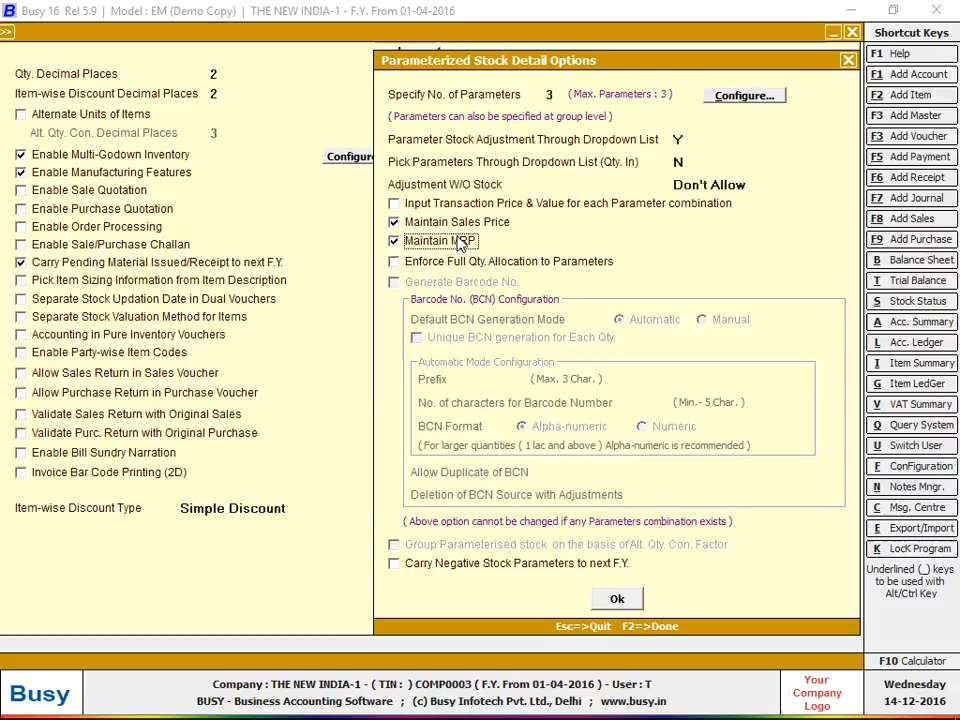 Busy 16 Rel 5.9 | Model : EM (Demo Copy) | THE NEW INDIA-1 - F.Y. From 01-04-2016
>>
Qty. Decimal Places 2
Item-wise Discount Decimal Places 2
Alternate Units of Items
Alt. Qty. Con. Decimal Places 3
Enable Multi-Godown Inventory
Configure
Enable Manufacturing Features
Enable Sale Quotation
Enable Purchase Quotation
Enable Order Processing
Enable Sale/Purchase Challan
Carry Pending Material Issued/Receipt to next F.Y.
Pick Item Sizing Information from Item Description
Separate Stock Updation Date in Dual Vouchers
Separate Stock Valuation Method for Items
Accounting in Pure Inventory Vouchers
Enable Party-wise Item Codes
Allow Sales Return in Sales Voucher
Allow Purchase Return in Purchase Voucher
Validate Sales Return with Original Sales
Validate Purc. Return with Original Purchase
Enable Bill Sundry Narration
Invoice Bar Code Printing (2D)
Item-wise Discount Type Simple Discount
Parameterized Stock Detail Options
Specify No. of Parameters 3 ( Max. Parameters : 3 ) Configure...
( Parameters can also be specified at group level )
Parameter Stock Adjustment Through Dropdown List Y
Pick Parameters Through Dropdown List (Qty. In) N
Adjustment W/O Stock Don't Allow
Input Transaction Price & Value for each Parameter combination
Maintain Sales Price
Maintain MRP
Enforce Full Qty. Allocation to Parameters
Generate Barcode No.
Barcode No. (BCN) Configuration
Default BCN Generation Mode Automatic Manual
Unique BCN generation for Each Qty.
Automatic Mode Configuration
Prefix ( Max. 3 Char. )
No. of characters for Barcode Number (Min.- 5 Char. )
BCN Format Alpha-numeric Numeric
(For larger quantities ( 1 lac and above ) Alpha-numeric is recommended )
Allow Duplicate of BCN
Deletion of BCN Source with Adjustments
( Above option cannot be changed if any Parameters combination exists )
Group Parameterised stock on the basis of Alt. Qty. Con. Factor
Carry Negative Stock Parameters to next F.Y.
Ok
Esc=>Quit F2=>Done
Shortcut Keys
F1 Help
F1 Add Account
F2 Add Item
F3 Add Master
F3 Add Voucher
F5 Add Payment
F6 Add Receipt
F7 Add Journal
F8 Add Sales
F9 Add Purchase
B Balance Sheet
T Trial Balance
S Stock Status
A Acc. Summary
L Acc. Ledger
I Item Summary
G Item LedGer
V VAT Summary
Q Query System
U Switch User
F ConFiguration
N Notes Mngr.
C Msg. Centre
E Export/Import
K LocK Program
Underlined (_) keys
to be used with
Alt/Ctrl Key
F10 Calculator
Busy
Company : THE NEW INDIA-1 - ( TIN : ) COMP0003 ( F.Y. From 01-04-2016 ) - User : T
BUSY - Business Accounting Software ; (c) Busy Infotech Pvt. Ltd., Delhi ; www.busy.in
Your
Company
Logo
Wednesday
14-12-2016